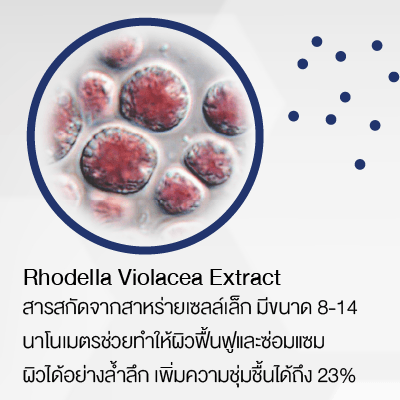 Rhodella Violacea Extract
สารสกัดจากสาหร่ายเซลล์เล็ก มีขนาด 8-14
นาโนเมตรช่วยทำให้ผิวฟื้นฟูและซ่อมแซม
ผิวได้อย่างล้ำลึก เพิ่มความชุ่มชื้นได้ถึง 23%